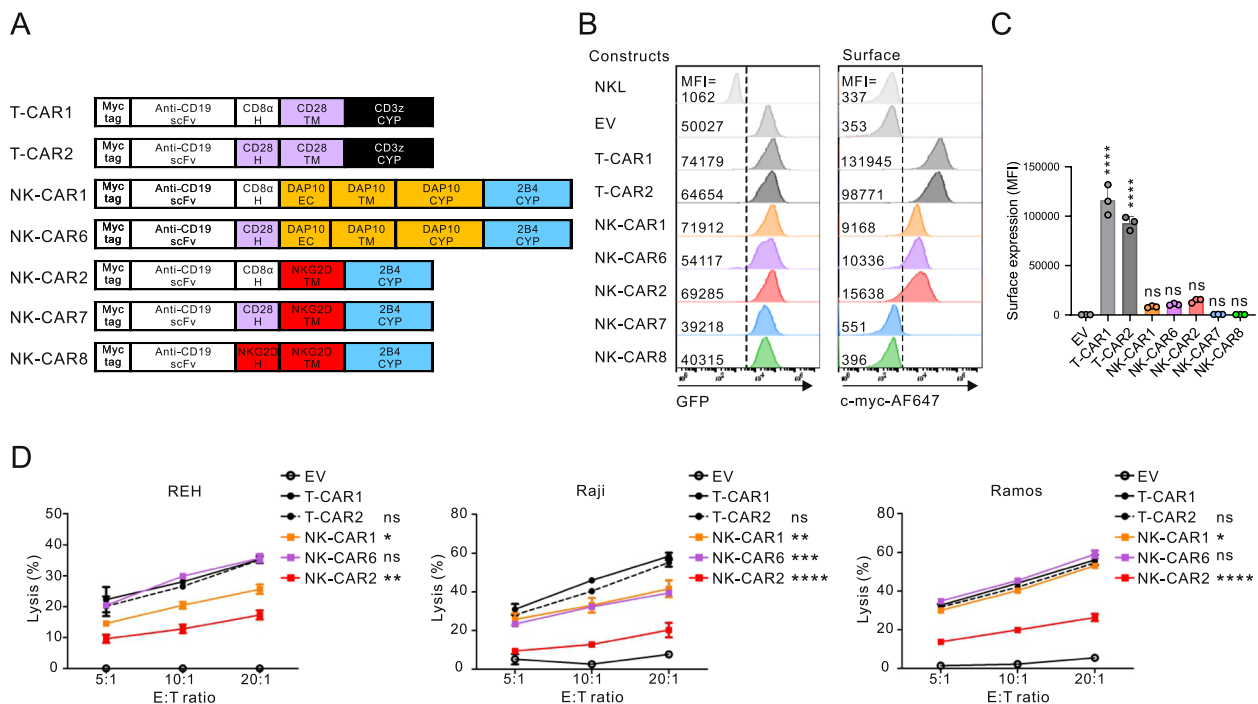 A
T-CAR1
Myc tag Anti-CD19 scFv CD8α H CD28 TM CD3z CYP
T-CAR2
Myc tag Anti-CD19 scFv CD28 H CD28 TM CD3z CYP
NK-CAR1
Myc tag Anti-CD19 scFv CD8α H DAP10 EC DAP10 TM DAP10 CYP 2B4 CYP
NK-CAR6
Myc tag Anti-CD19 scFv CD28 H DAP10 EC DAP10 TM DAP10 CYP 2B4 CYP
NK-CAR2
Myc tag Anti-CD19 scFv CD8α H NKG2D TM 2B4 CYP
NK-CAR7
Myc tag Anti-CD19 scFv CD28 H NKG2D TM 2B4 CYP
NK-CAR8
Myc tag Anti-CD19 scFv NKG2D H NKG2D TM 2B4 CYP
B
Constructs Surface
NKL MFI= 1062 MFI= 337
EV 50027 353
T-CAR1 74179 131945
T-CAR2 64654 98771
NK-CAR1 71912 9168
NK-CAR6 54117 10336
NK-CAR2 69285 15638
NK-CAR7 39218 551
NK-CAR8 40315 396
GFP c-myc-AF647
C
Surface expression (MFI)
150000
100000
50000
0
**** **** ns ns ns ns ns
EV T-CAR1 T-CAR2 NK-CAR1 NK-CAR6 NK-CAR2 NK-CAR7 NK-CAR8
D
REH
Lysis (%)
50
40
30
20
10
0
5:1 10:1 20:1
E:T ratio
EV
T-CAR1
T-CAR2 ns
NK-CAR1 *
NK-CAR6 ns
NK-CAR2 **
Raji
Lysis (%)
80
60
40
20
0
5:1 10:1 20:1
E:T ratio
EV
T-CAR1
T-CAR2 ns
NK-CAR1 **
NK-CAR6 ***
NK-CAR2 ****
Ramos
Lysis (%)
80
60
40
20
0
5:1 10:1 20:1
E:T ratio
EV
T-CAR1
T-CAR2 ns
NK-CAR1 *
NK-CAR6 ns
NK-CAR2 ****